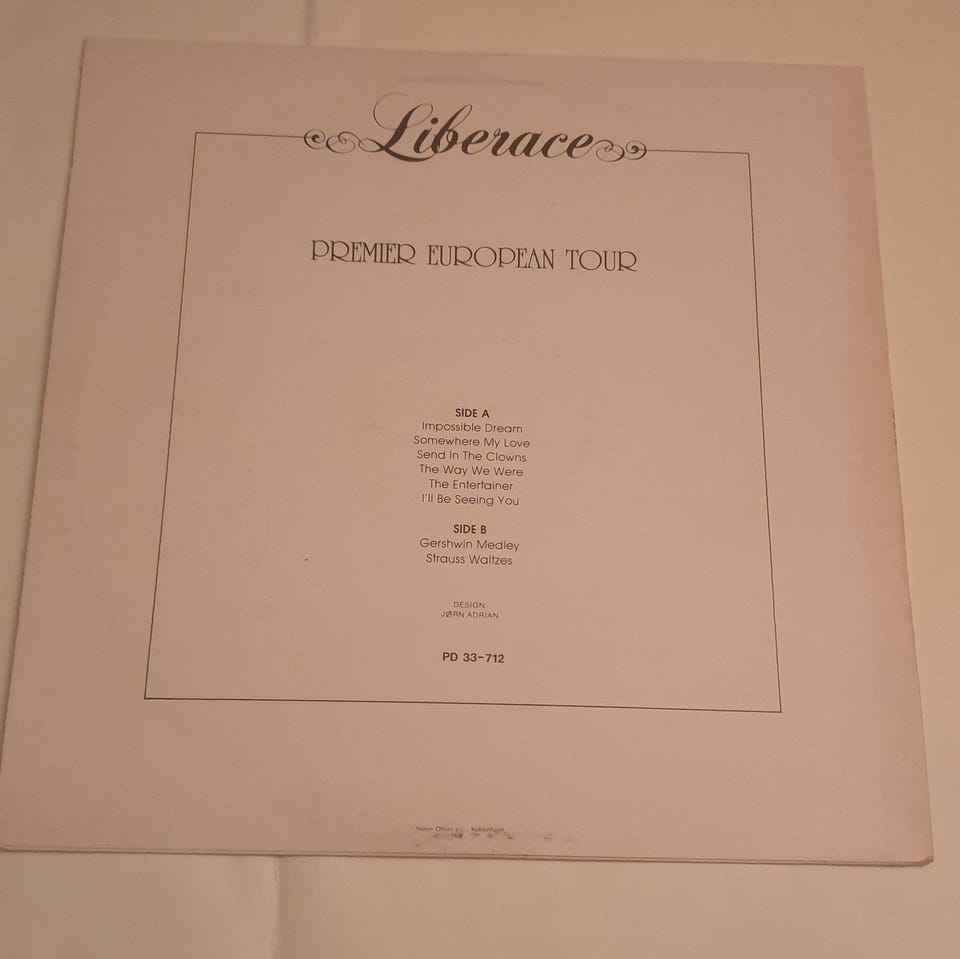 Liberace
PREMIER EUROPEAN TOUR
SIDE A
Impossible Dream
Somewhere My Love
Send In The Clowns
The Way We Were
The Entertainer
I'll Be Seeing You
SIDE B
Gershwin Medley
Strauss Waltzes
DESIGN:
JØRN ADRIAN
PD 33-712
København